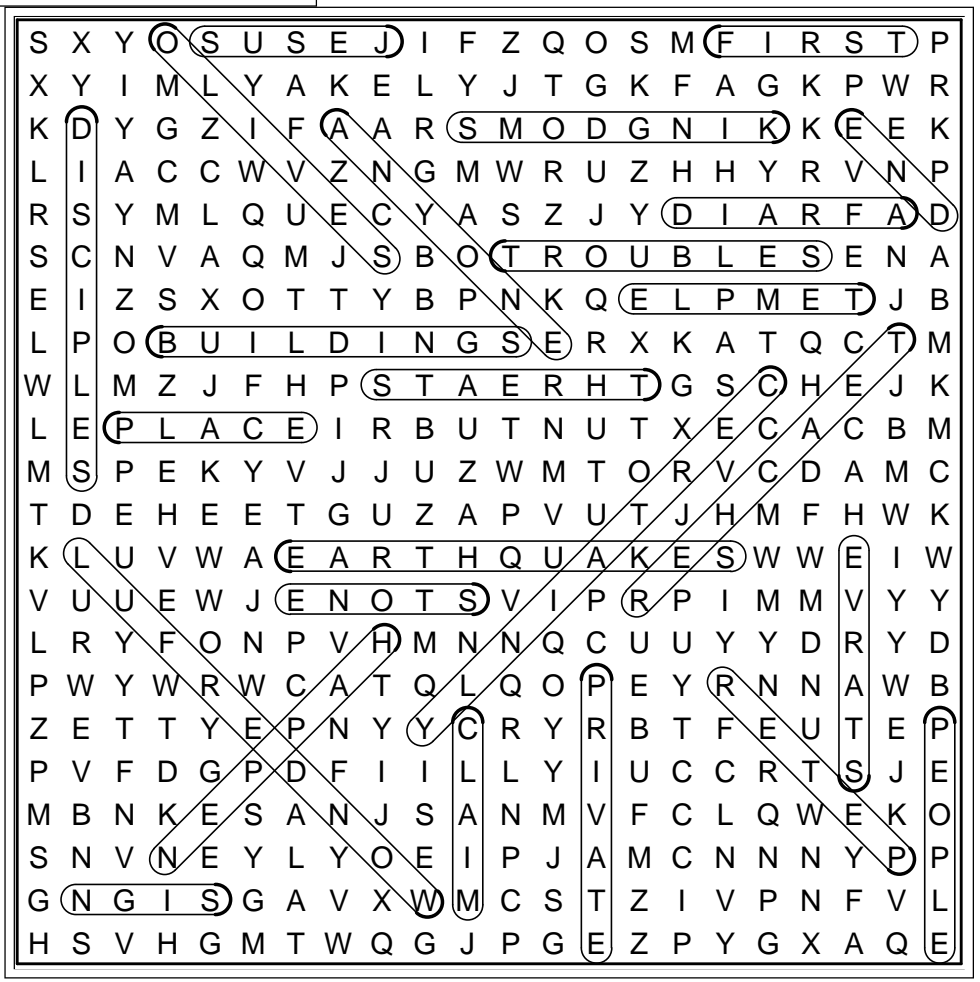 S X Y O S U S E J I F Z Q O S M F I R S T P
X Y I M L Y A K E L Y J T G K F A G K P W R
K D Y G Z I F A A R S M O D G N I K K E E K
L I A C C W V Z N G M W R U Z H H Y R V N P
R S Y M L Q U E C Y A S Z J Y D I A R F A D
S C N V A Q M J S B O T R O U B L E S E N A
E I Z S X O T T Y B P N K Q E L P M E T J B
L P O B U I L D I N G S E R X K A T Q C T M
W L M Z J F H P S T A E R H T G S C H E J K
L E P L A C E I R B U T N U T X E C A C B M
M S P E K Y V J J U Z W M T O R V C D A M C
T D E H E E T G U Z A P V U T J H M F H W K
K L U V W A E A R T H Q U A K E S W W E I W
V U U E W J E N O T S V I P R P I M M V Y Y
L R Y F O N P V H M N N Q C U U Y Y D R Y D
P W Y W R W C A T Q L Q O P E Y R N N A W B
Z E T T Y E P N Y Y C R Y R B T F E U T E P
P V F D G P D F I I L L Y I U C C R T S J E
M B N K E S A N J S A N M V F C L Q W E K O
S N V N E Y L Y O E I P J A M C N N N Y P P
G N G I S G A V X W M C S T Z I V P N F V L
H S V H G M T W Q G J P G E Z P Y G X A Q E